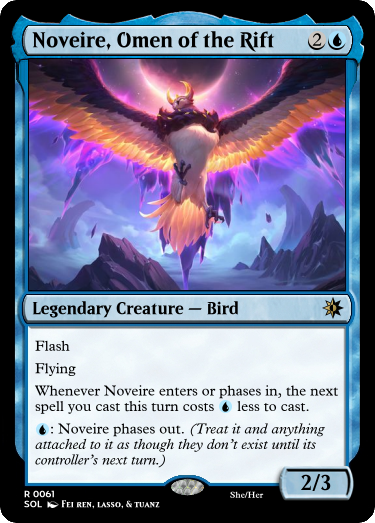 Noveire, Omen of the Rift 2
Legendary Creature — Bird
Flash
Flying
Whenever Noveire enters or phases in, the next
spell you cast this turn costs less to cast.
: Noveire phases out. (Treat it and anything
attached to it as though they don't exist until its
controller's next turn.)
2/3
R 0061
SOL Fei Ren, Lasso, & Tuanz
She/Her